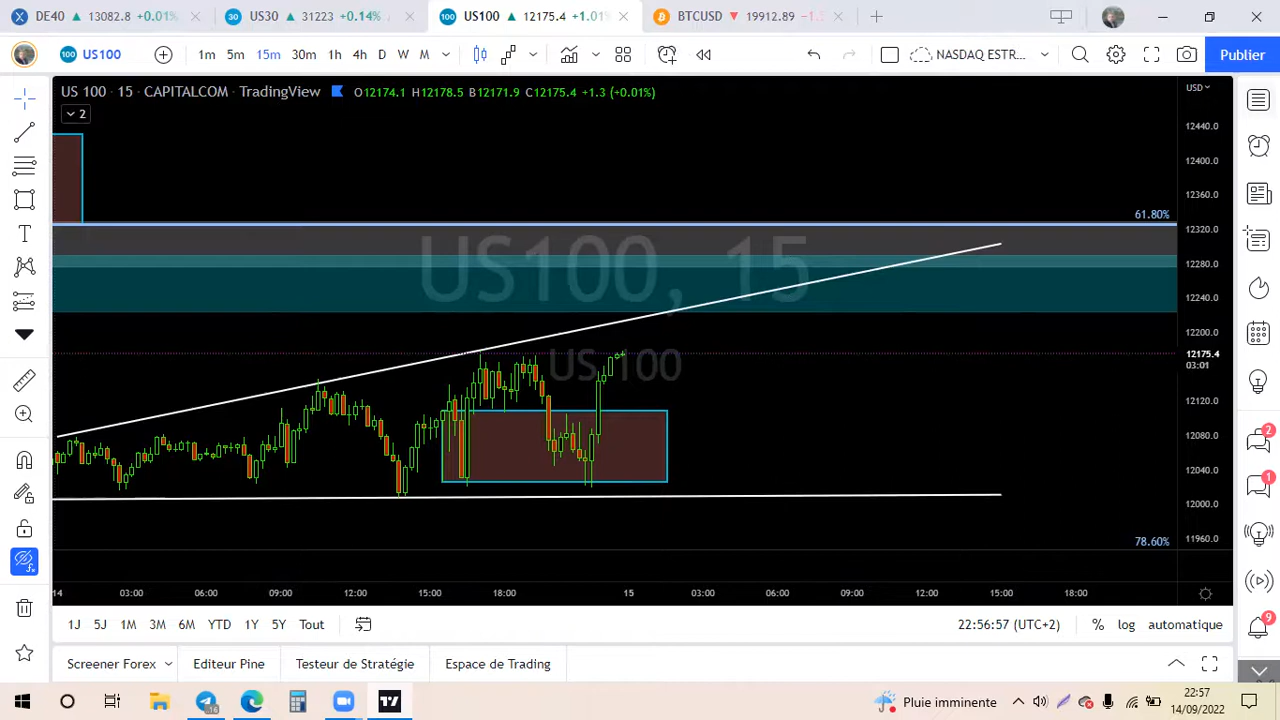 DE40 ▲ 13082.8 +0.01%
US30 ▲ 31223 +0.14%
US100 ▲ 12175.4 +1.01%
BTCUSD 19912.89
US100
1m 5m 15m 30m 1h 4h D W M
NASDAQ ESTR...
Publier
US 100 · 15 · CAPITALCOM · TradingView O12174.1 H12178.5 B12171.9 C12175.4 +1.3 (+0.01%)
2
USD
12440.0
12400.0
12360.0
61.80%
12320.0
US100, 15
12280.0
12240.0
12200.0
US 100
12175.4
03:01
12120.0
12080.0
12040.0
12000.0
78.60%
11960.0
14 03:00 06:00 09:00 12:00 15:00 18:00 15 03:00 06:00 09:00 12:00 15:00 18:00
1J 5J 1M 3M 6M YTD 1Y 5Y Tout
22:56:57 (UTC+2) % log automatique
Screener Forex Editeur Pine Testeur de Stratégie Espace de Trading
2
1
9
16
Pluie imminente
22:57
14/09/2022